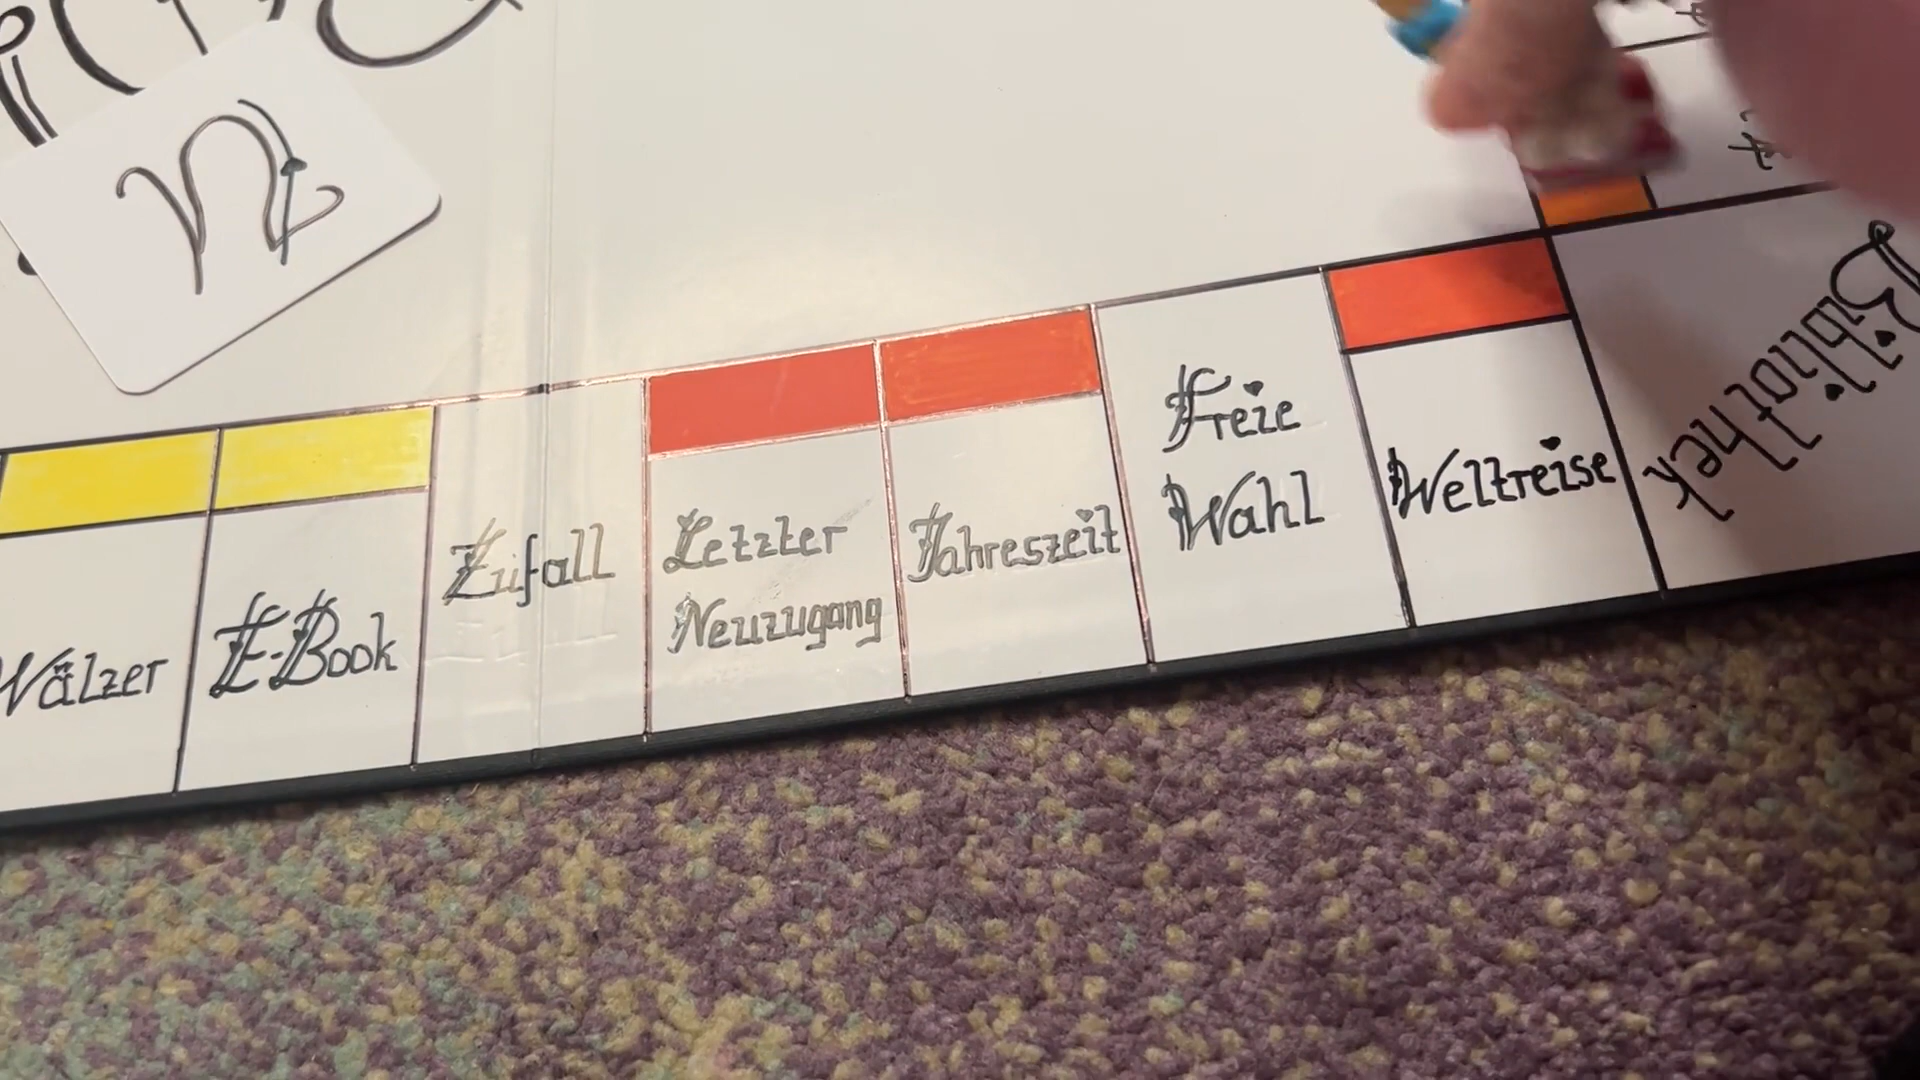 Wälzer
E-Book
Zufall
Letzter
Neuzugang
Jahreszeit
Freie
Wahl
Weltreise
Bibliothek